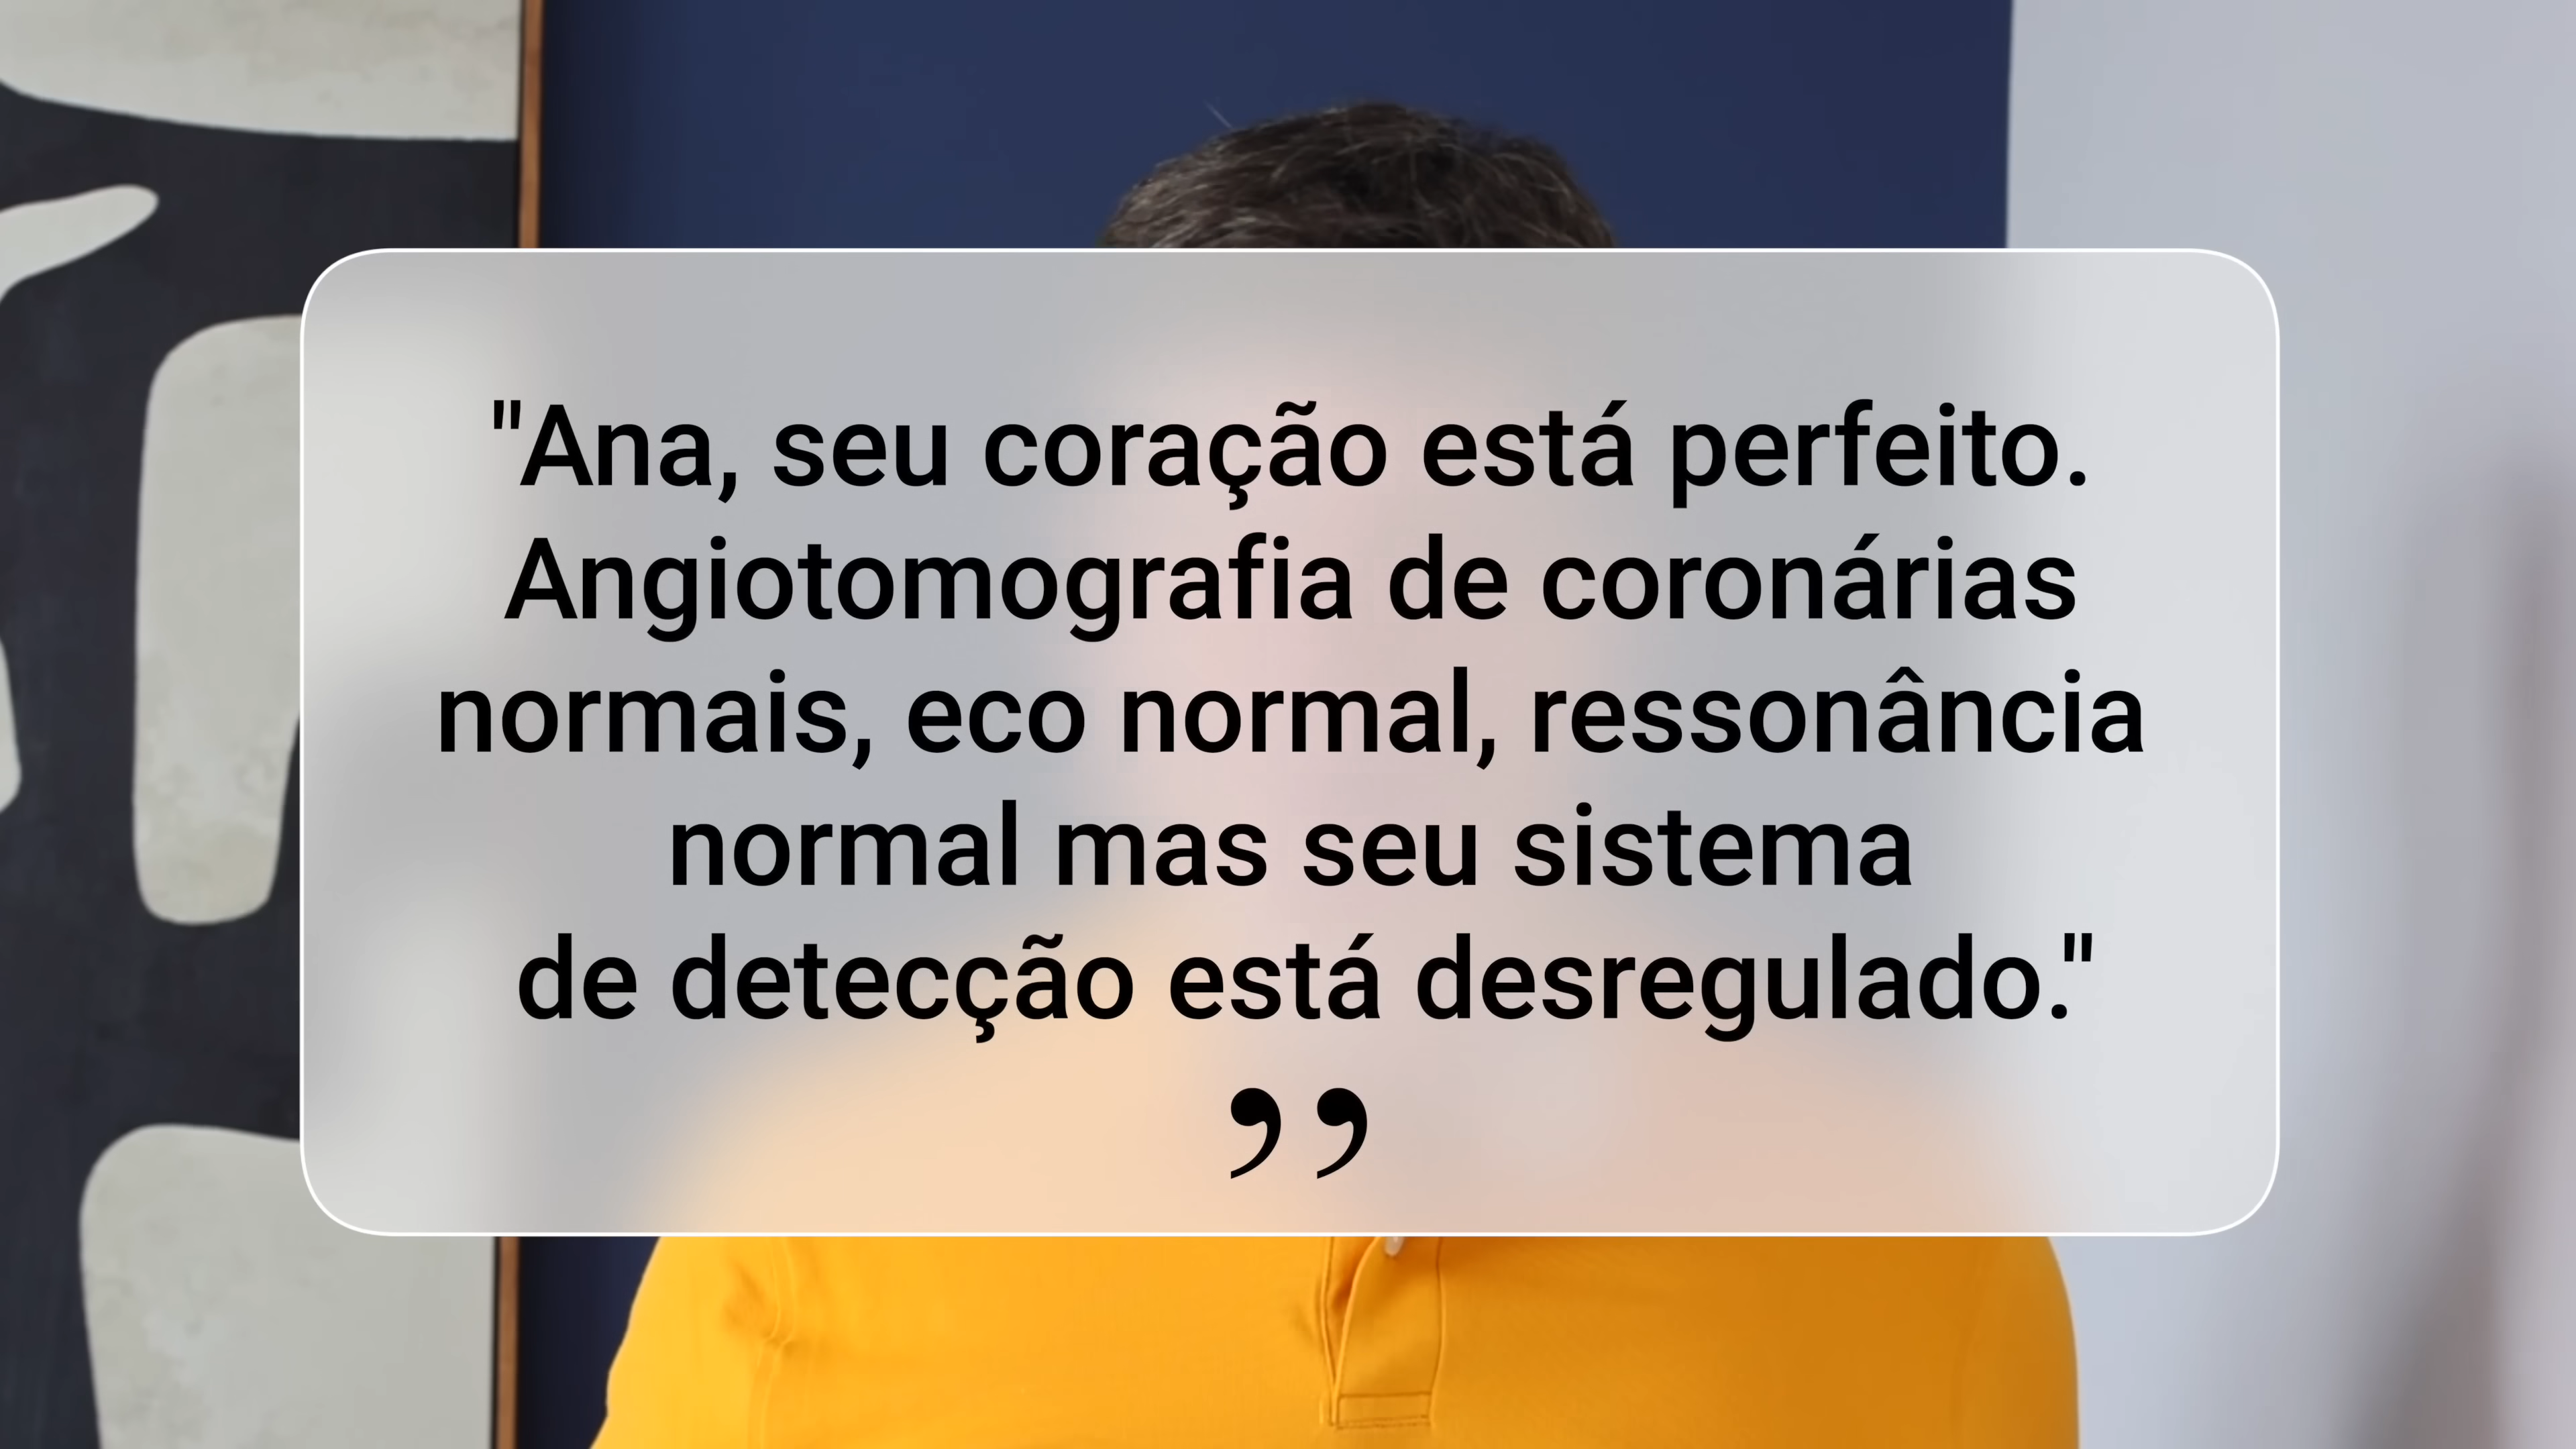 "Ana, seu coração está perfeito.
Angiotomografia de coronárias
normais, eco normal, ressonância
normal mas seu sistema
de detecção está desregulado."
”